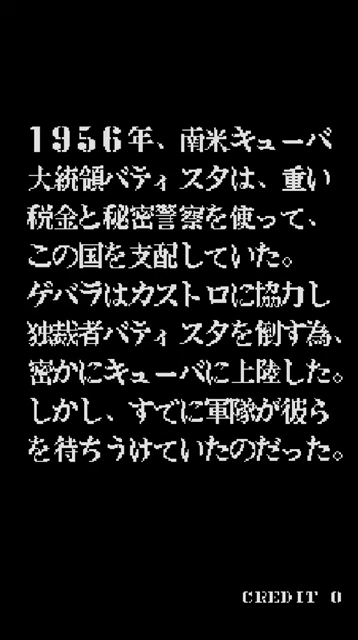 1956年、南米キューバ
大統領バティスタは、重い
税金と秘密警察を使って、
この国を支配していた。
ゲバラはカストロに協力し
独裁者バティスタを倒す為、
密かにキューバに上陸した。
しかし、すでに軍隊が彼ら
を待ちうけていたのだった。
CREDIT 0